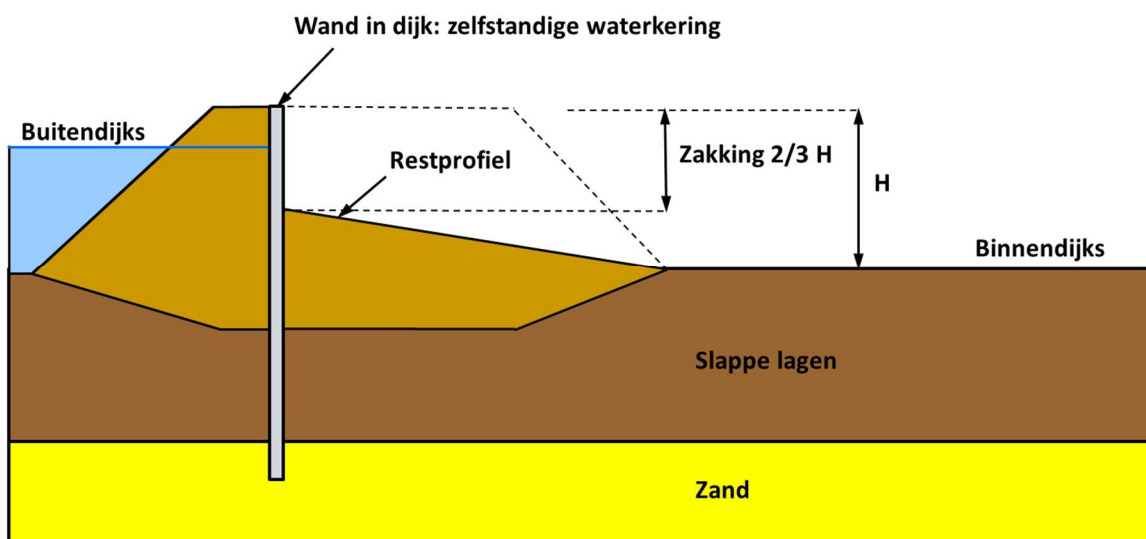 Wand in dijk: zelfstandige waterkering
Buitendijks
Restprofiel
Zakking 2/3 H
H
Binnendijks
Slappe lagen
Zand